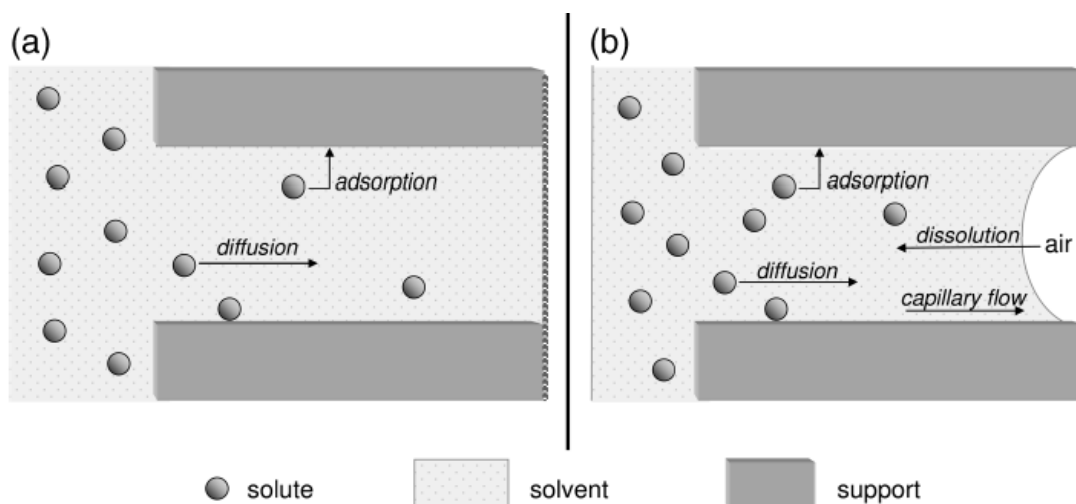 (a)
adsorption
diffusion
(b)
adsorption
dissolution
air
diffusion
capillary flow
solute
solvent
support